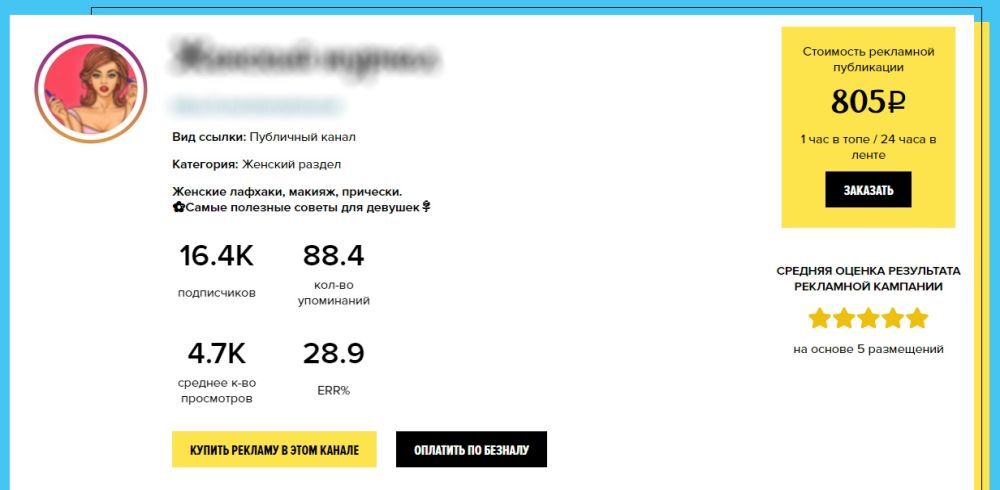 Вид ссылки: Публичный канал
Категория: Женский раздел
Женские лафхаки, макияж, прически.
✿Самые полезные советы для девушек⚘
16.4K
подписчиков
88.4
кол-во
упоминаний
4.7K
среднее к-во
просмотров
28.9
ERR%
КУПИТЬ РЕКЛАМУ В ЭТОМ КАНАЛЕ
ОПЛАТИТЬ ПО БЕЗНАЛУ
Стоимость рекламной
публикации
805₽
1 час в топе / 24 часа в
ленте
ЗАКАЗАТЬ
СРЕДНЯЯ ОЦЕНКА РЕЗУЛЬТАТА
РЕКЛАМНОЙ КАМПАНИИ
на основе 5 размещений